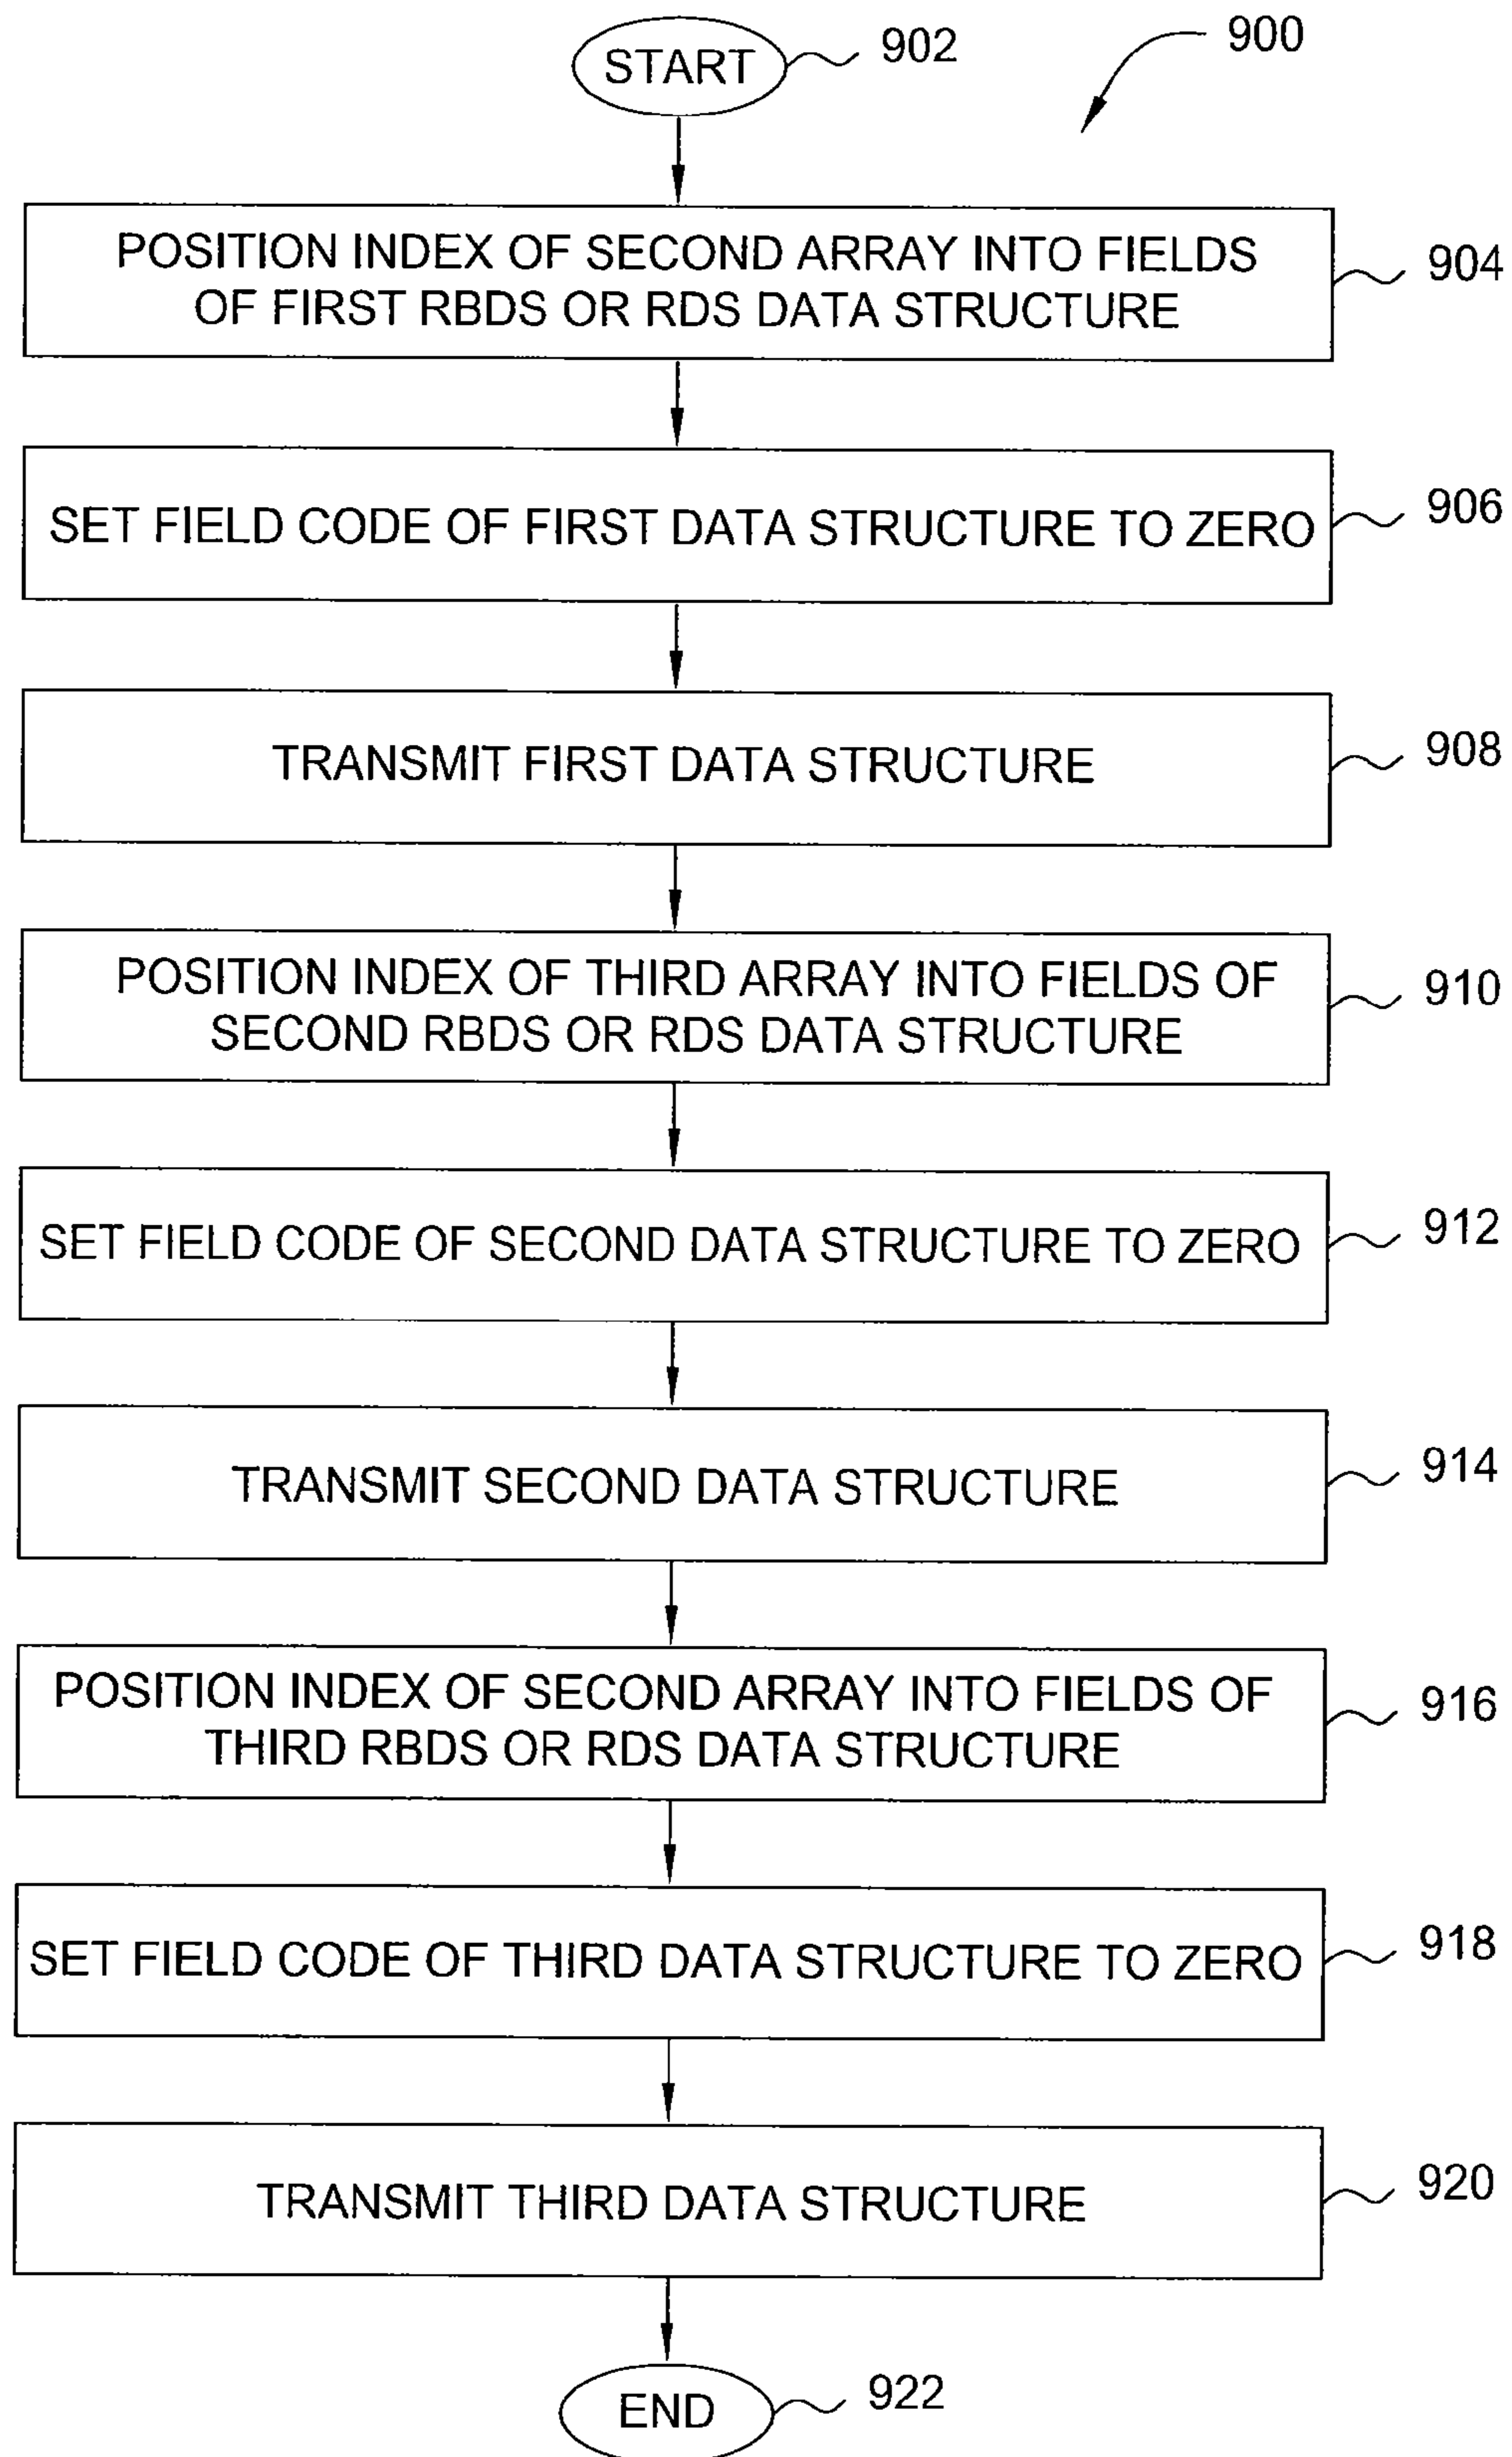 START
902
900
POSITION INDEX OF SECOND ARRAY INTO FIELDS
OF FIRST RBDS OR RDS DATA STRUCTURE
904
SET FIELD CODE OF FIRST DATA STRUCTURE TO ZERO
906
TRANSMIT FIRST DATA STRUCTURE
908
POSITION INDEX OF THIRD ARRAY INTO FIELDS OF
SECOND RBDS OR RDS DATA STRUCTURE
910
SET FIELD CODE OF SECOND DATA STRUCTURE TO ZERO
912
TRANSMIT SECOND DATA STRUCTURE
914
POSITION INDEX OF SECOND ARRAY INTO FIELDS OF
THIRD RBDS OR RDS DATA STRUCTURE
916
SET FIELD CODE OF THIRD DATA STRUCTURE TO ZERO
918
TRANSMIT THIRD DATA STRUCTURE
920
END
922